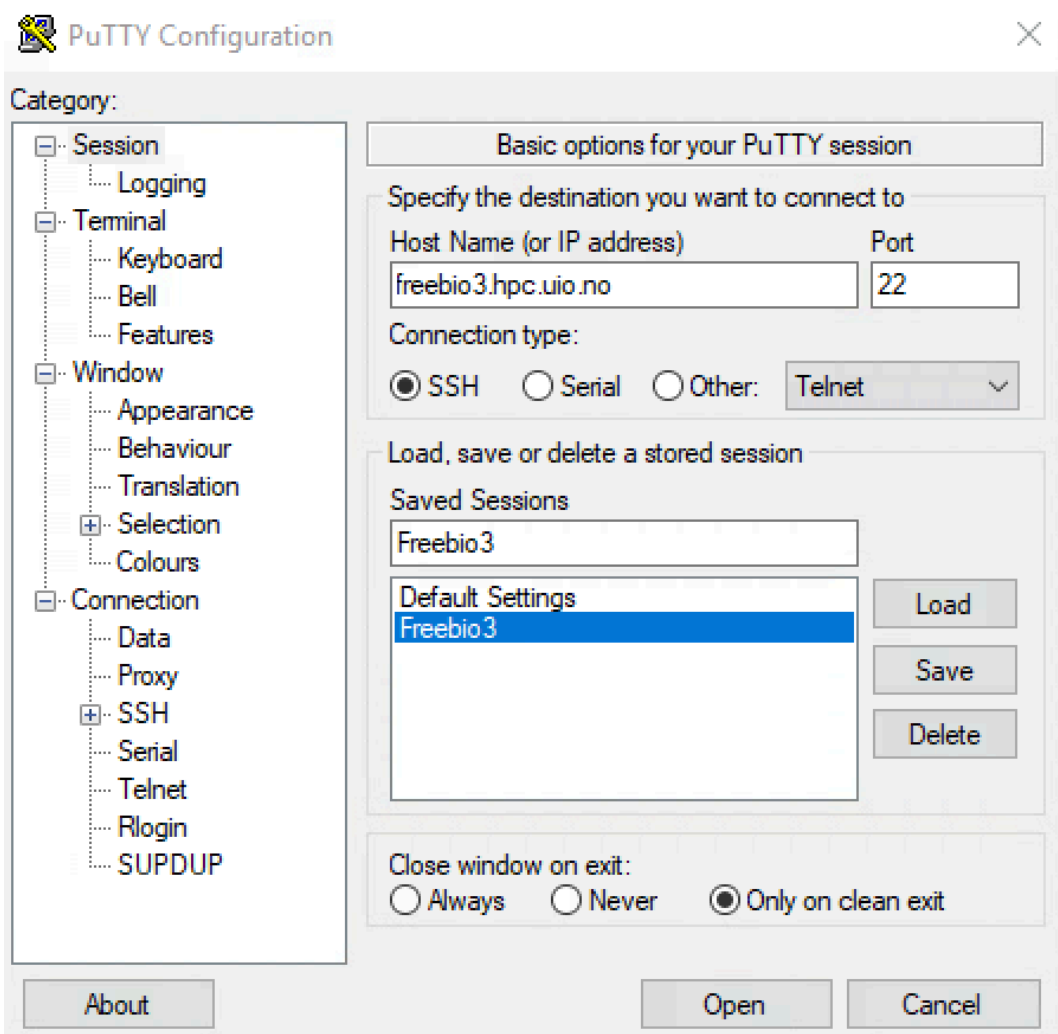 PuTTY Configuration
Category:
Session
Logging
Terminal
Keyboard
Bell
Features
Window
Appearance
Behaviour
Translation
Selection
Colours
Connection
Data
Proxy
SSH
Serial
Telnet
Rlogin
SUPDUP
Basic options for your PuTTY session
Specify the destination you want to connect to
Host Name (or IP address) Port
freebio3.hpc.uio.no 22
Connection type:
SSH Serial Other: Telnet
Load, save or delete a stored session
Saved Sessions
Freebio3
Default Settings
Freebio3
Load
Save
Delete
Close window on exit:
Always Never Only on clean exit
About Open Cancel